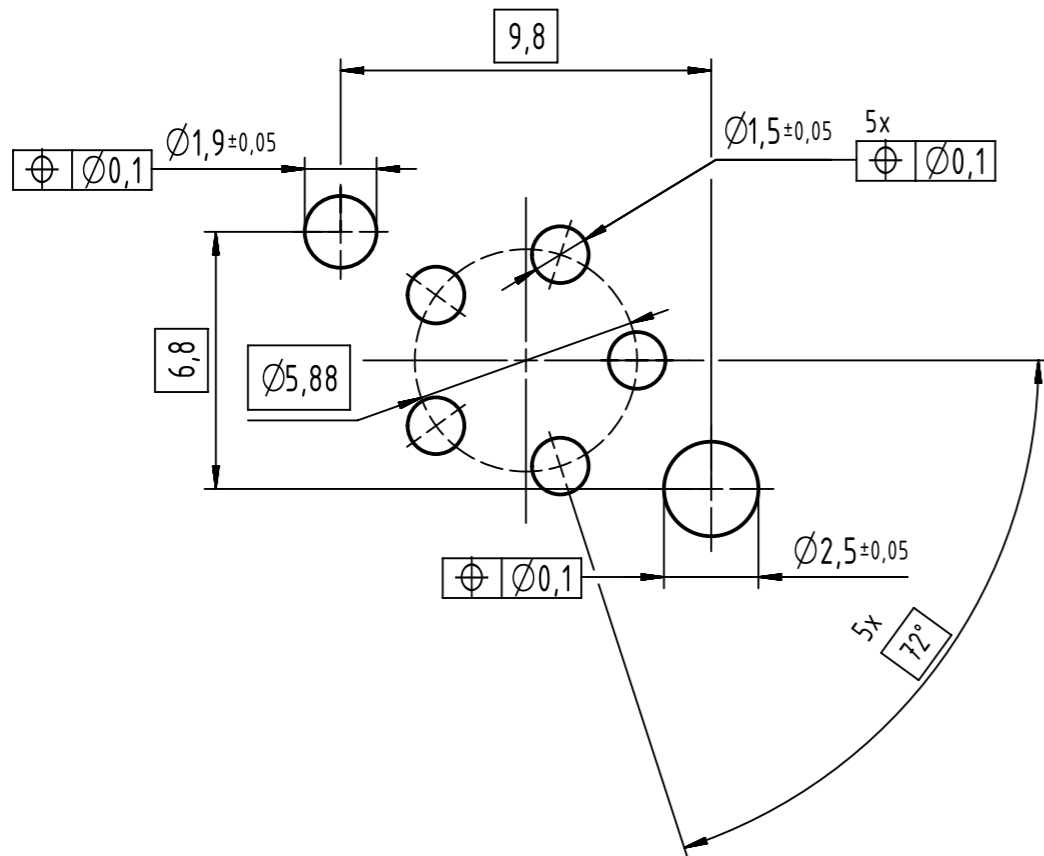 9,8
Ø1,9±0,05
⌖ Ø0,1
Ø1,5±0,05
5x
⌖ Ø0,1
6,8
Ø5,88
⌖ Ø0,1
Ø2,5±0,05
5x
72°